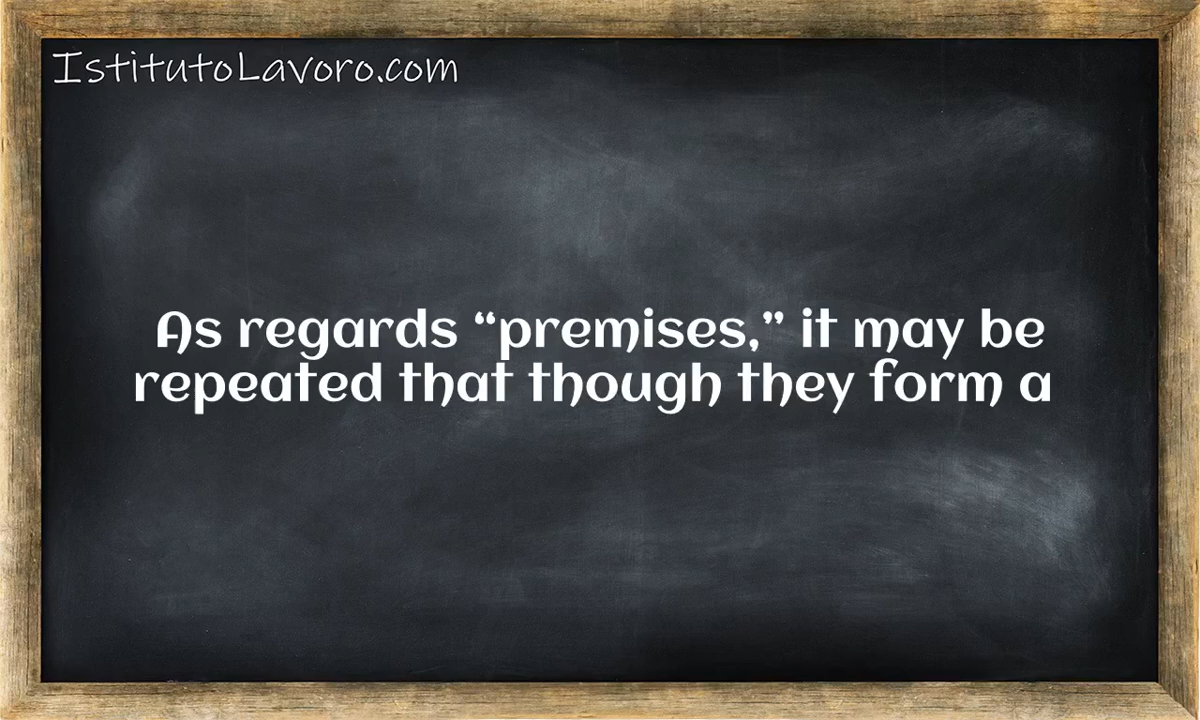 IstitutoLavoro.com
As regards “premises,” it may be
repeated that though they form a